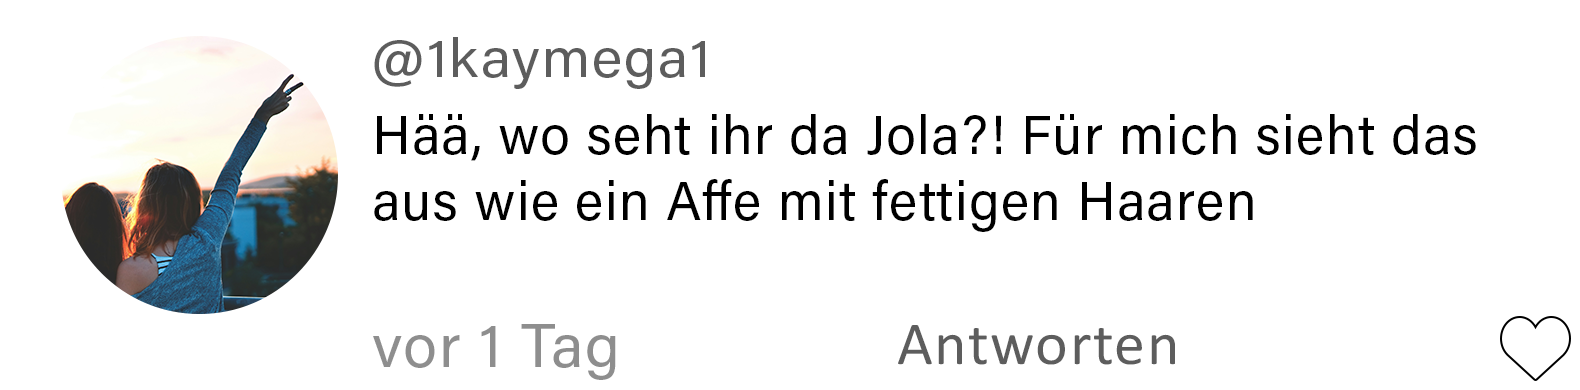 @1kaymega1
Hää, wo seht ihr da Jola?! Für mich sieht das
aus wie ein Affe mit fettigen Haaren
vor 1 Tag
Antworten